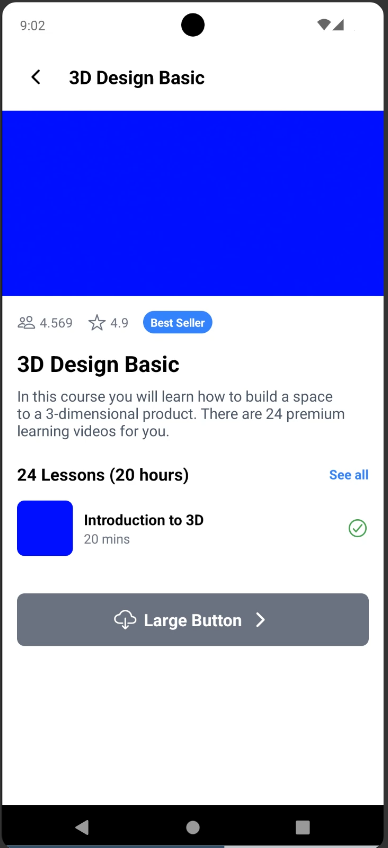 9:02
3D Design Basic
4.569 4.9 Best Seller
3D Design Basic
In this course you will learn how to build a space
to a 3-dimensional product. There are 24 premium
learning videos for you.
24 Lessons (20 hours) See all
Introduction to 3D
20 mins
Large Button